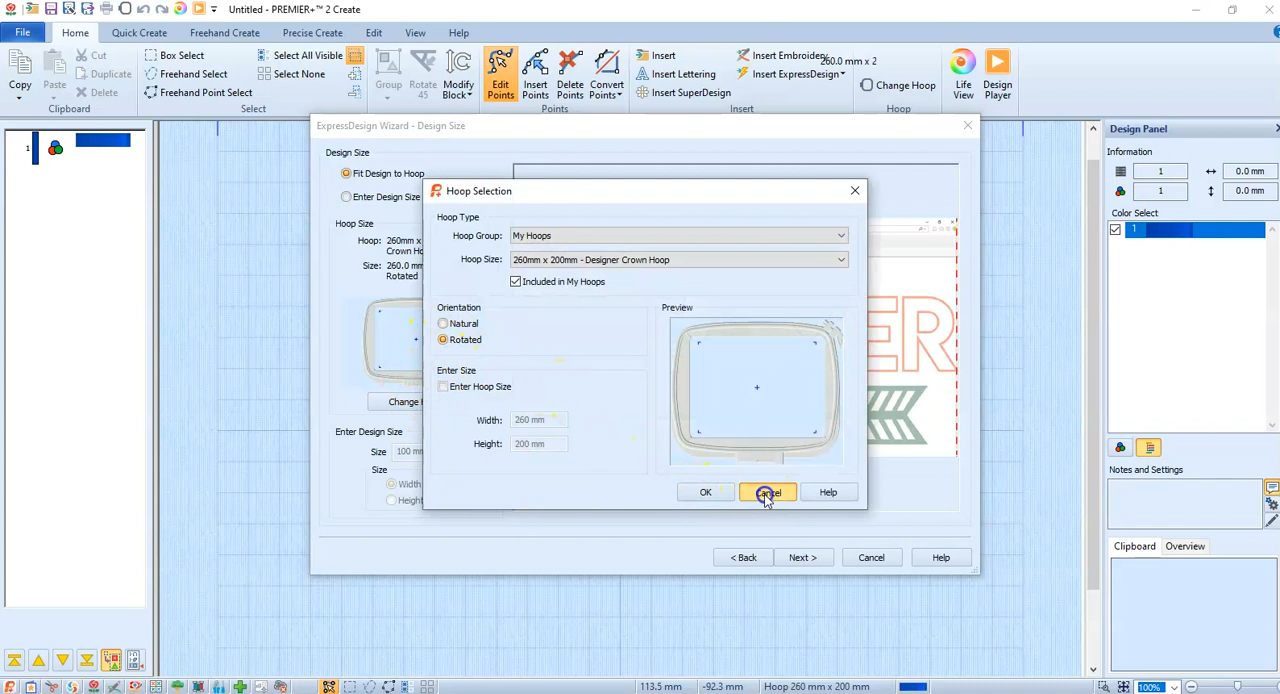 Untitled - PREMIER+™ 2 Create
File
Home
Quick Create
Freehand Create
Precise Create
Edit
View
Help
Copy
Paste
Cut
Duplicate
Delete
Clipboard
Box Select
Freehand Select
Freehand Point Select
Select All Visible
Select None
Select
Group
Rotate 45
Modify Block
Edit Points
Insert Points
Delete Points
Convert Points
Points
Insert
Insert Lettering
Insert SuperDesign
Insert Embroidery
Insert ExpressDesign
Insert
260.0 mm x 2
Change Hoop
Hoop
Life View
Design Player
1
ExpressDesign Wizard - Design Size
Design Size
Fit Design to Hoop
Enter Design Size
Hoop Size
Hoop: 260mm x
Crown Ho
Size: 260.0 m
Rotated
Change
Enter Design Size
Size 100 mm
Size
Width
Height
ER
< Back
Next >
Cancel
Help
Hoop Selection
Hoop Type
Hoop Group: My Hoops
Hoop Size: 260mm x 200mm - Designer Crown Hoop
Included in My Hoops
Orientation
Natural
Rotated
Enter Size
Enter Hoop Size
Width: 260 mm
Height: 200 mm
Preview
OK
Cancel
Help
Design Panel
Information
1
0.0 mm
1
0.0 mm
Color Select
1
Notes and Settings
Clipboard
Overview
113.5 mm
-92.3 mm
Hoop 260 mm x 200 mm
100%